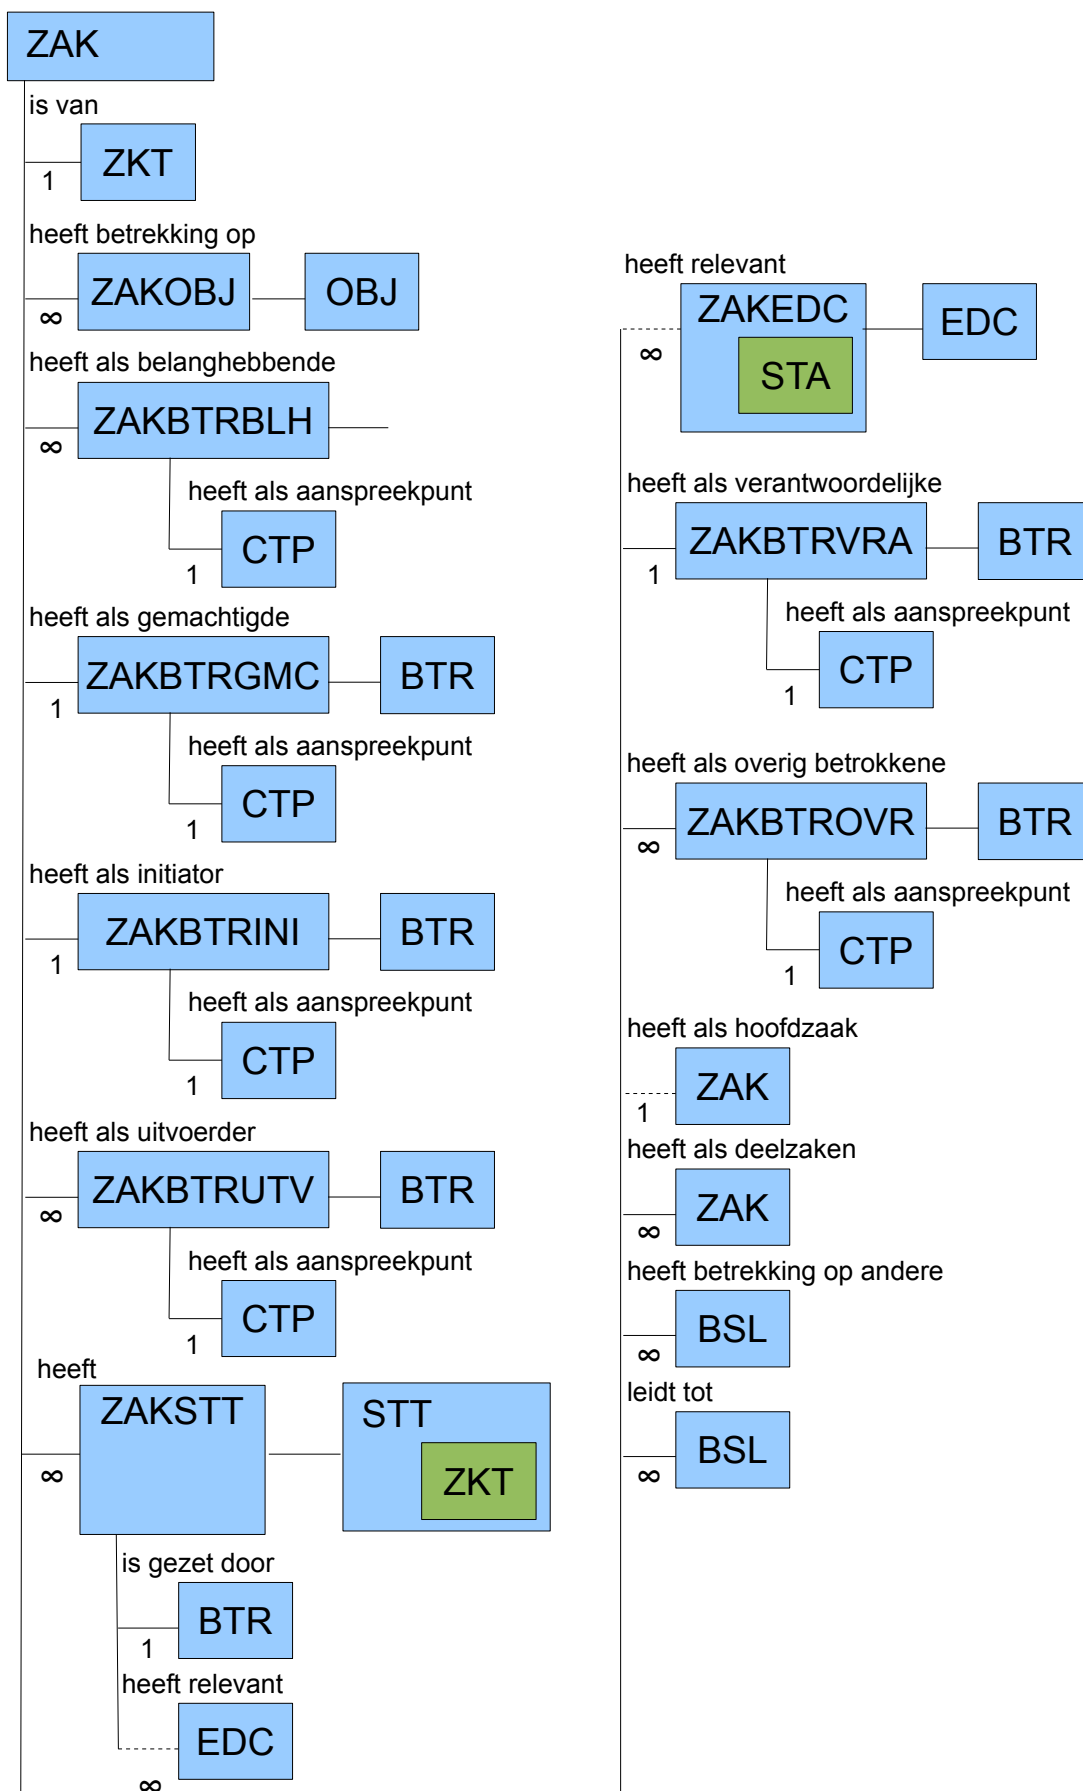 ZAK
is van
ZKT
1
heeft betrekking op
ZAKOBJ
OBJ
∞
heeft als belanghebbende
ZAKBTRBLH
∞
heeft als aanspreekpunt
CTP
1
heeft als gemachtigde
ZAKBTRGMC
BTR
1
heeft als aanspreekpunt
CTP
1
heeft als initiator
ZAKBTRINI
BTR
1
heeft als aanspreekpunt
CTP
1
heeft als uitvoerder
ZAKBTRUTV
BTR
∞
heeft als aanspreekpunt
CTP
1
heeft
ZAKSTT
STT
ZKT
∞
is gezet door
BTR
1
heeft relevant
EDC
∞
heeft relevant
ZAKEDC
EDC
STA
∞
heeft als verantwoordelijke
ZAKBTRVRA
BTR
1
heeft als aanspreekpunt
CTP
1
heeft als overig betrokkene
ZAKBTROVR
BTR
∞
heeft als aanspreekpunt
CTP
1
heeft als hoofdzaak
ZAK
1
heeft als deelzaken
ZAK
∞
heeft betrekking op andere
BSL
∞
leidt tot
BSL
∞